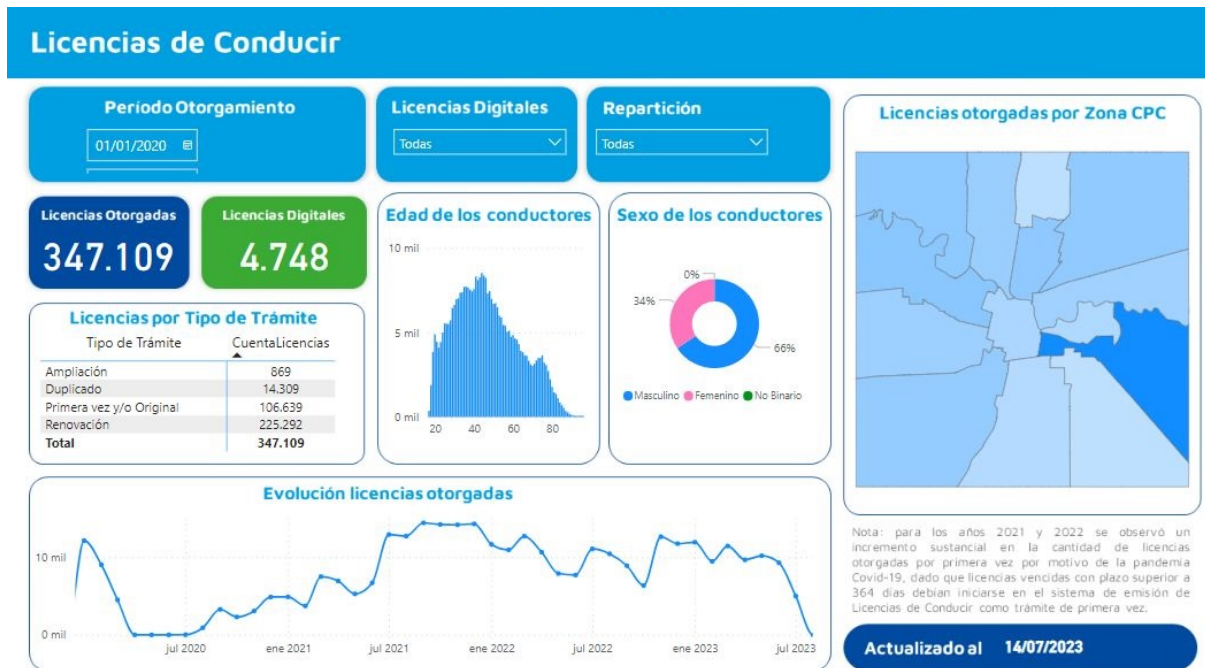 Licencias de Conducir
Período Otorgamiento
01/01/2020
Licencias Digitales
Todas
Repartición
Todas
Licencias Otorgadas
347.109
Licencias Digitales
4.748
Licencias por Tipo de Trámite
Tipo de Trámite CuentaLicencias
Ampliación 869
Duplicado 14.309
Primera vez y/o Original 106.639
Renovación 225.292
Total 347.109
Edad de los conductores
10 mil
5 mil
0 mil
20 40 60 80
Sexo de los conductores
0%
34%
66%
Masculino Femenino No Binario
Evolución licencias otorgadas
10 mil
0 mil
jul 2020 ene 2021 jul 2021 ene 2022 jul 2022 ene 2023 jul 2023
Licencias otorgadas por Zona CPC
Nota: para los años 2021 y 2022 se observó un
incremento sustancial en la cantidad de licencias
otorgadas por primera vez por motivo de la pandemia
Covid-19, dado que licencias vencidas con plazo superior a
364 días debían iniciarse en el sistema de emisión de
Licencias de Conducir como trámite de primera vez.
Actualizado al 14/07/2023